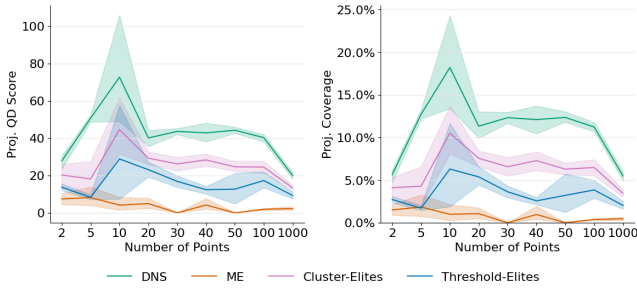 Proj. QD Score
100
80
60
40
20
0
2 5 10 20 30 40 50 100 1000
Number of Points
Proj. Coverage
25.0%
20.0%
15.0%
10.0%
5.0%
0.0%
2 5 10 20 30 40 50 100 1000
Number of Points
DNS ME Cluster-Elites Threshold-Elites